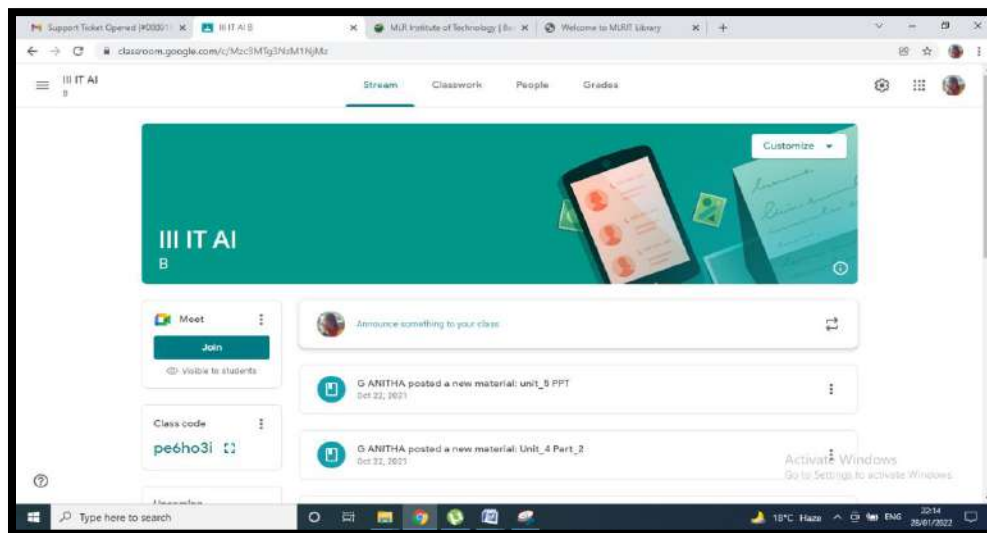 Support Ticket Opened
III IT AI B
MLR Institute of Technology
Welcome to MLRIT Library
III IT AI
B
Stream
Classwork
People
Grades
Customize
III IT AI
B
Meet
Join
Visible to students
Class code
pe6ho3i
Announce something to your class
G ANITHA posted a new material: unit_5 PPT
Oct 22, 2021
G ANITHA posted a new material: Unit_4 Part_2
Oct 22, 2021
Upcoming
Activate Windows
Go to Settings to activate Windows.
Type here to search
18°C Haze
ENG
22:14
28/01/2022